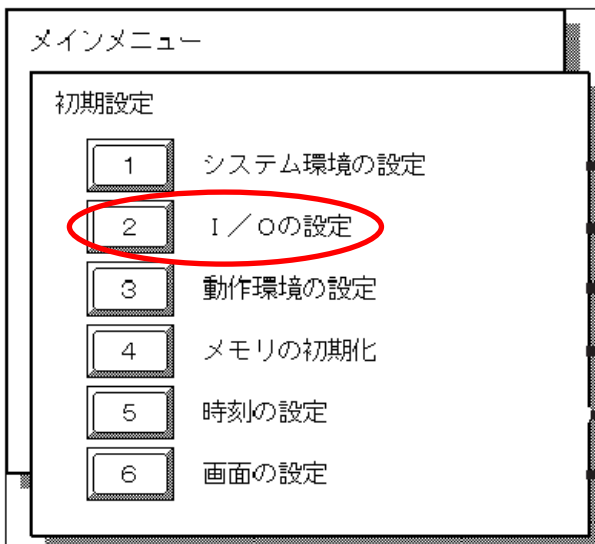 メインメニュー
初期設定
1 システム環境の設定
2 Ｉ／Ｏの設定
3 動作環境の設定
4 メモリの初期化
5 時刻の設定
6 画面の設定